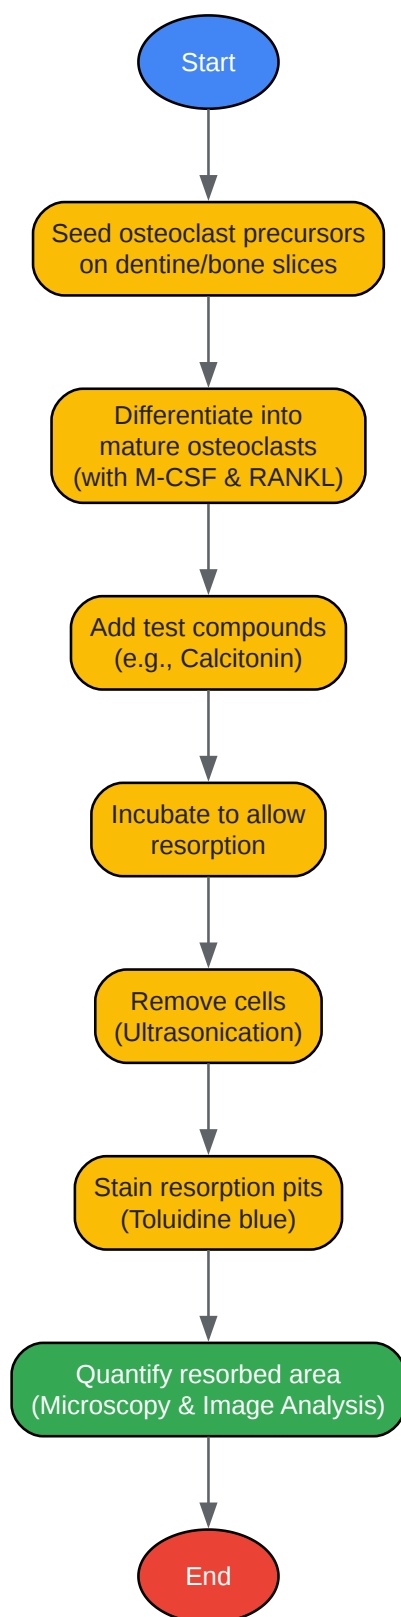 Start
Seed osteoclast precursors
on dentine/bone slices
Differentiate into
mature osteoclasts
(with M-CSF & RANKL)
Add test compounds
(e.g., Calcitonin)
Incubate to allow
resorption
Remove cells
(Ultrasonication)
Stain resorption pits
(Toluidine blue)
Quantify resorbed area
(Microscopy & Image Analysis)
End